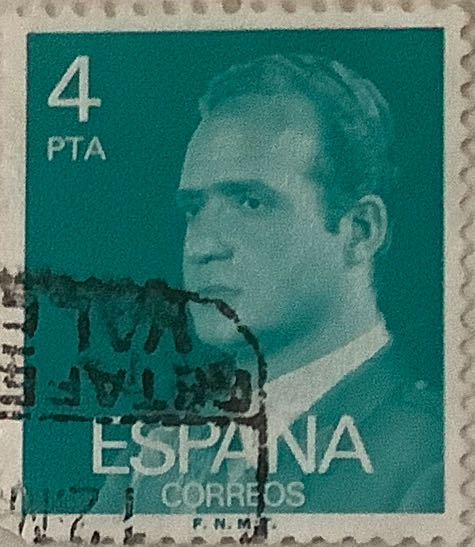 4
PTA
ESPAÑA
CORREOS
F. N. M. T.